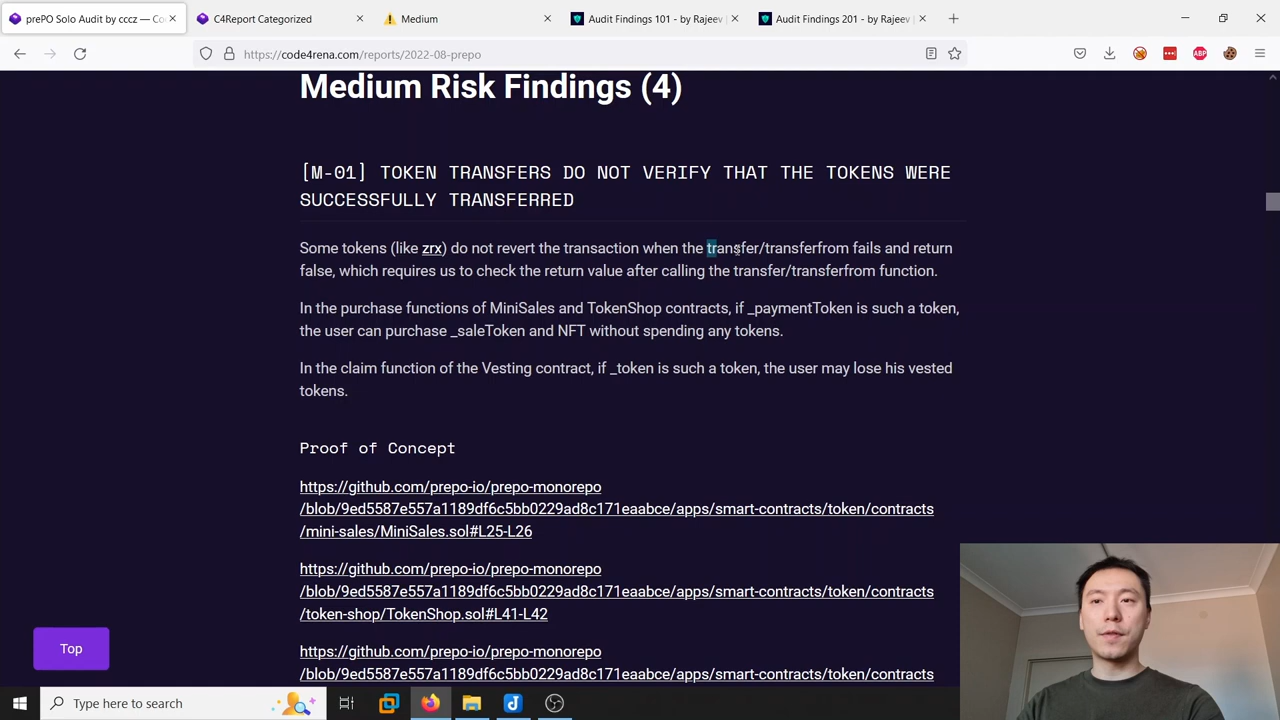 prePO Solo Audit by cccz — Co
C4Report Categorized
Medium
Audit Findings 101 - by Rajeev
Audit Findings 201 - by Rajeev
https://code4rena.com/reports/2022-08-prepo
ABP
Medium Risk Findings (4)
[M-01] TOKEN TRANSFERS DO NOT VERIFY THAT THE TOKENS WERE
SUCCESSFULLY TRANSFERRED
Some tokens (like zrx) do not revert the transaction when the transfer/transferfrom fails and return
false, which requires us to check the return value after calling the transfer/transferfrom function.
In the purchase functions of MiniSales and TokenShop contracts, if _paymentToken is such a token,
the user can purchase _saleToken and NFT without spending any tokens.
In the claim function of the Vesting contract, if _token is such a token, the user may lose his vested
tokens.
Proof of Concept
https://github.com/prepo-io/prepo-monorepo
/blob/9ed5587e557a1189df6c5bb0229ad8c171eaabce/apps/smart-contracts/token/contracts
/mini-sales/MiniSales.sol#L25-L26
https://github.com/prepo-io/prepo-monorepo
/blob/9ed5587e557a1189df6c5bb0229ad8c171eaabce/apps/smart-contracts/token/contracts
/token-shop/TokenShop.sol#L41-L42
https://github.com/prepo-io/prepo-monorepo
/blob/9ed5587e557a1189df6c5bb0229ad8c171eaabce/apps/smart-contracts/token/contracts
Top
Type here to search